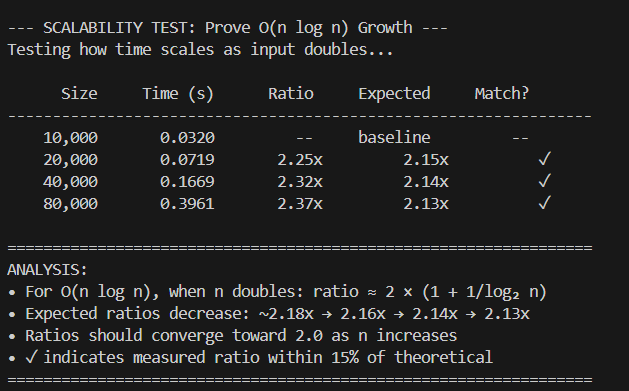 --- SCALABILITY TEST: Prove O(n log n) Growth ---
Testing how time scales as input doubles...
Size Time (s) Ratio Expected Match?
-----------------------------------------------------------------
10,000 0.0320 -- baseline --
20,000 0.0719 2.25x 2.15x ✓
40,000 0.1669 2.32x 2.14x ✓
80,000 0.3961 2.37x 2.13x ✓
=================================================================
ANALYSIS:
• For O(n log n), when n doubles: ratio ≈ 2 × (1 + 1/log₂ n)
• Expected ratios decrease: ~2.18x → 2.16x → 2.14x → 2.13x
• Ratios should converge toward 2.0 as n increases
• ✓ indicates measured ratio within 15% of theoretical
=================================================================